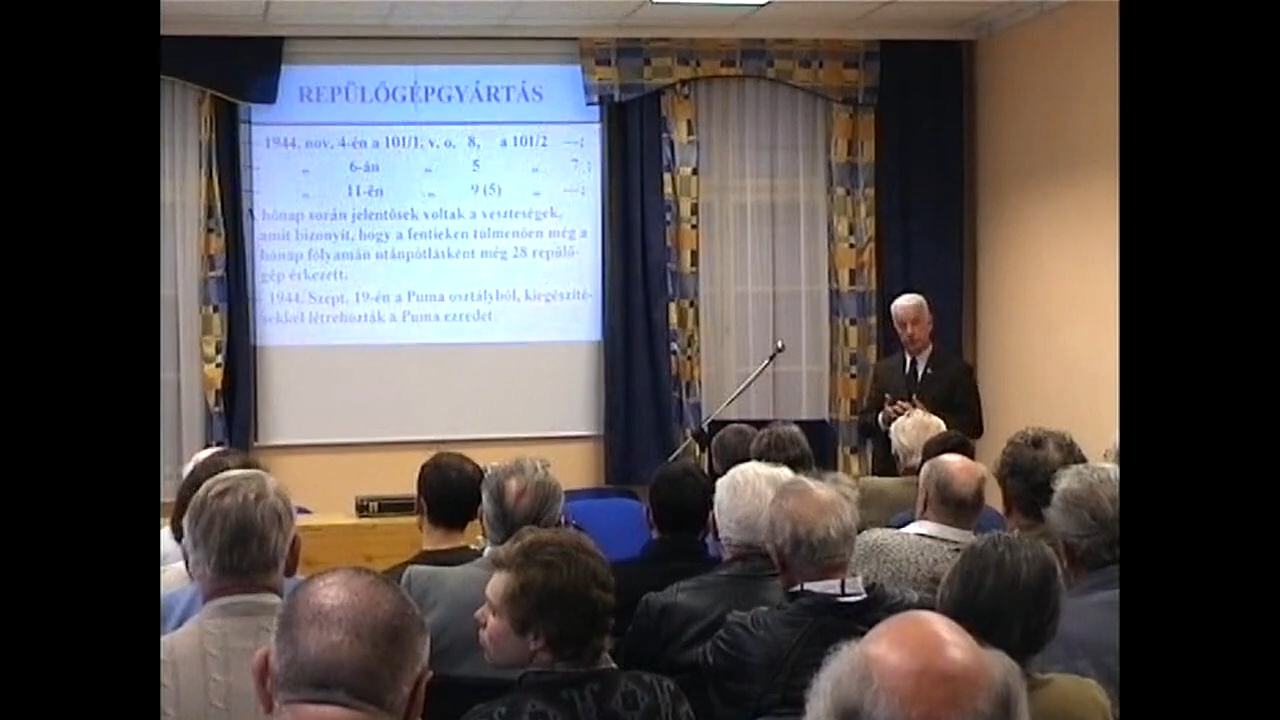 REPÜLŐGÉPGYÁRTÁS
1944. nov. 4-én a 101/1. v. o. 8, a 101/2 —;
„ 6-án „ 5 „ 7 ;
„ 11-én „ 9 (5) „ —;
A hónap során jelentősek voltak a veszteségek,
amit bizonyít, hogy a fentieken túlmenően még a
hónap folyamán utánpótlásként még 28 repülő-
gép érkezett.
- 1944. Szept. 19-én a Puma osztályból, kiegészíté-
sekkel létrehozták a Puma ezredet.